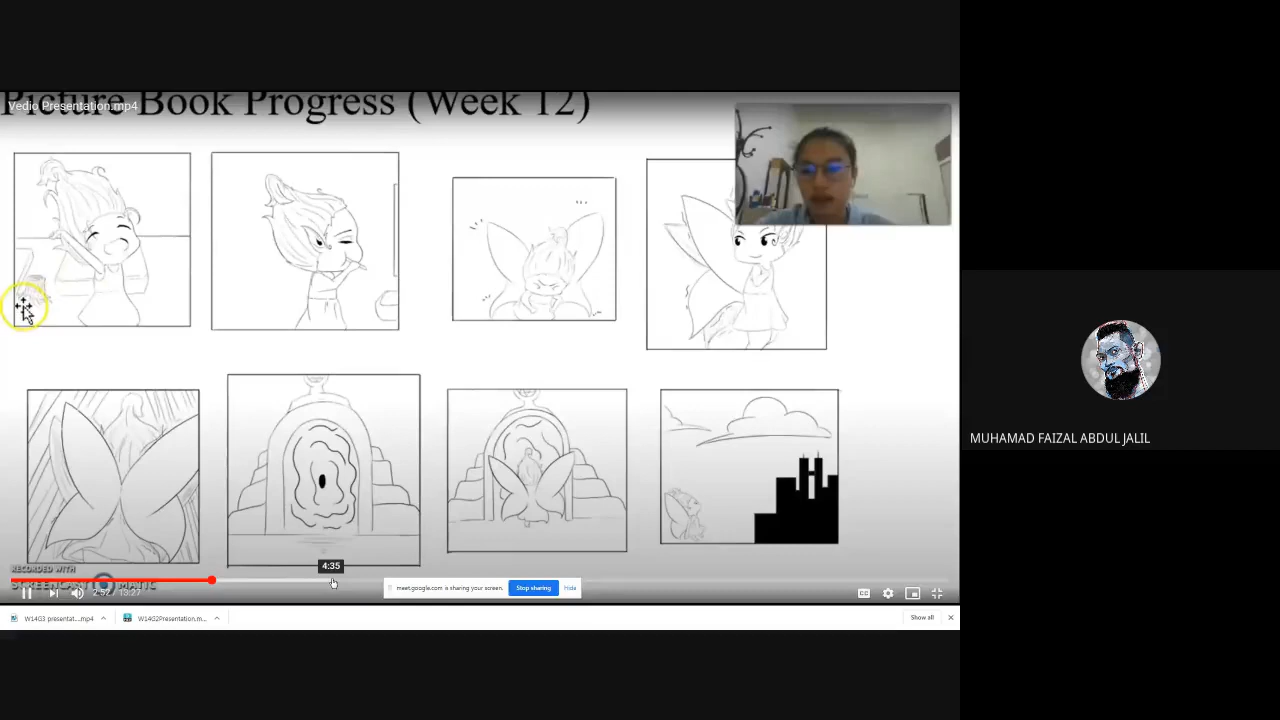 Picture Book Progress (Week 12)
Vedio Presentation.mp4
MUHAMAD FAIZAL ABDUL JALIL
4:35
RECORDED WITH
SCREENCAST MATIC
2:52 / 13:27
meet.google.com is sharing your screen.
Stop sharing
Hide
CC
W14G3 presentat....mp4
W14G2Presentation.m...
Show all